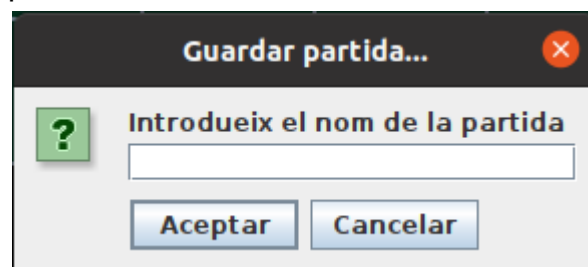 Guardar partida...
?
Introdueix el nom de la partida
Aceptar Cancelar